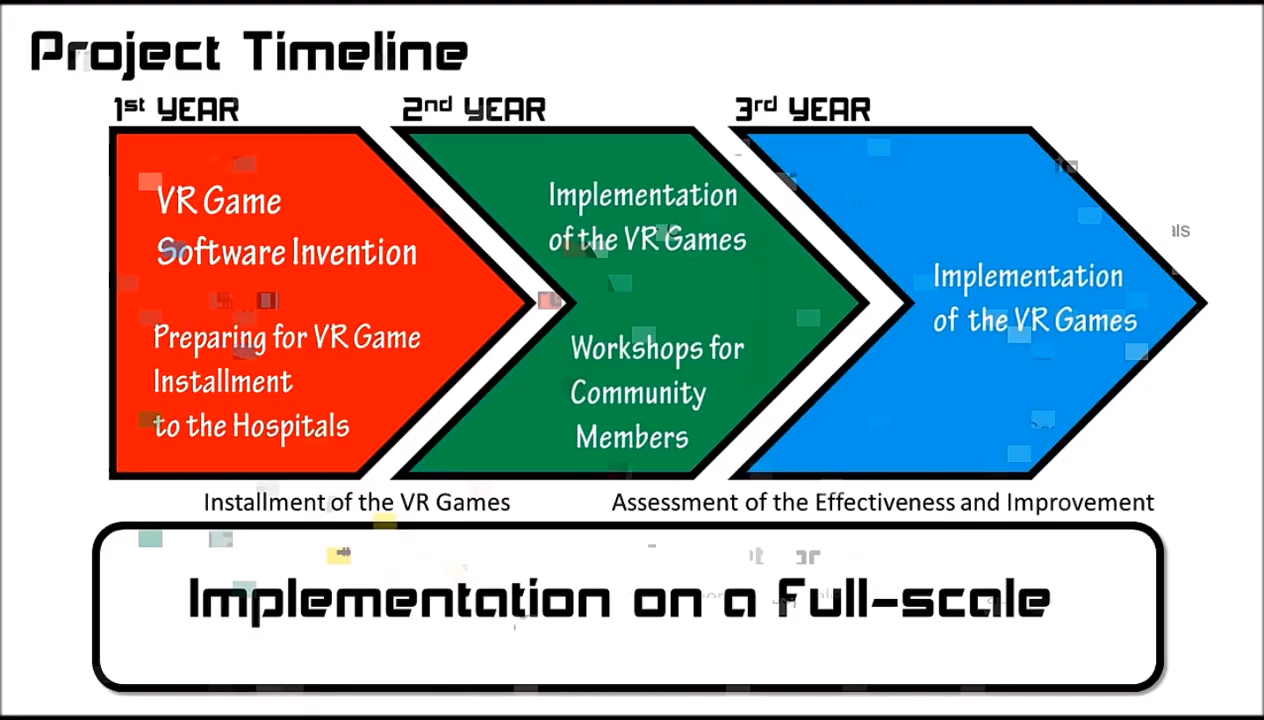 Project Timeline
1st YEAR
2nd YEAR
3rd YEAR
VR Game
Software Invention
Preparing for VR Game
Installment
to the Hospitals
Implementation
of the VR Games
Workshops for
Community
Members
Implementation
of the VR Games
Installment of the VR Games
Assessment of the Effectiveness and Improvement
Implementation on a Full-scale